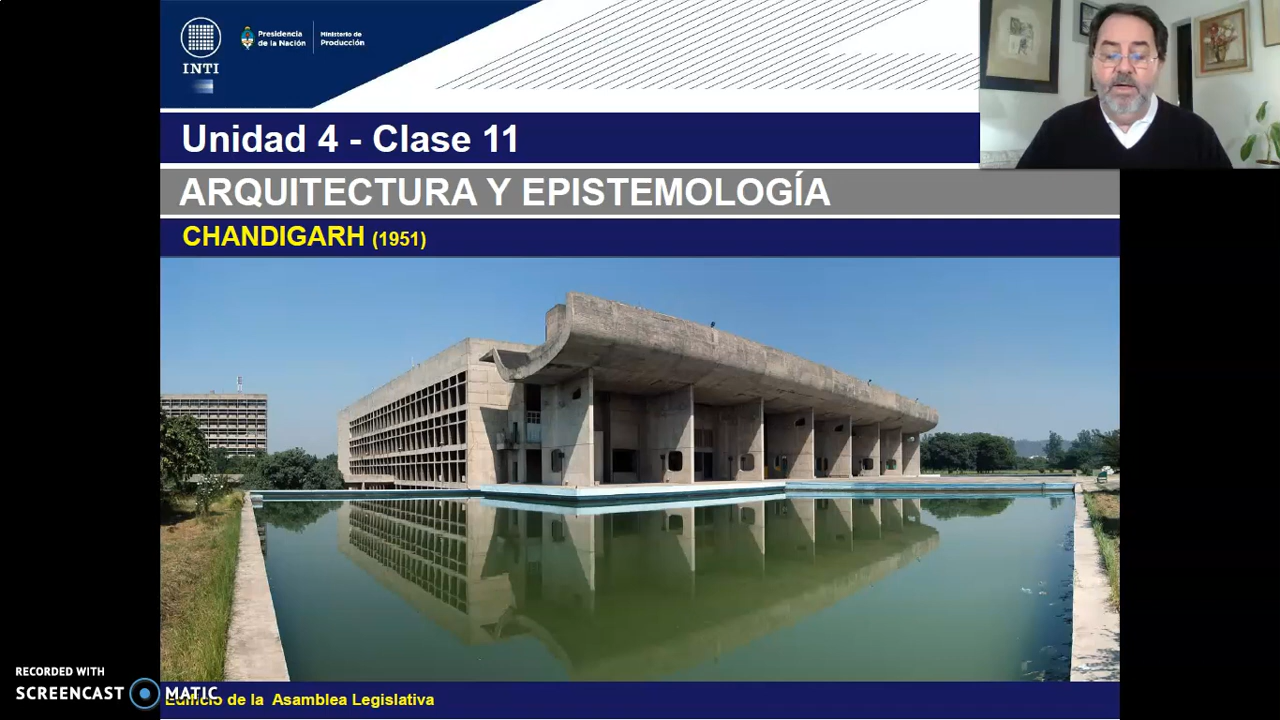 INTI
Presidencia
de la Nación
Ministerio de
Producción
Unidad 4 - Clase 11
ARQUITECTURA Y EPISTEMOLOGÍA
CHANDIGARH (1951)
RECORDED WITH
SCREENCAST MATIC
Edificio de la Asamblea Legislativa